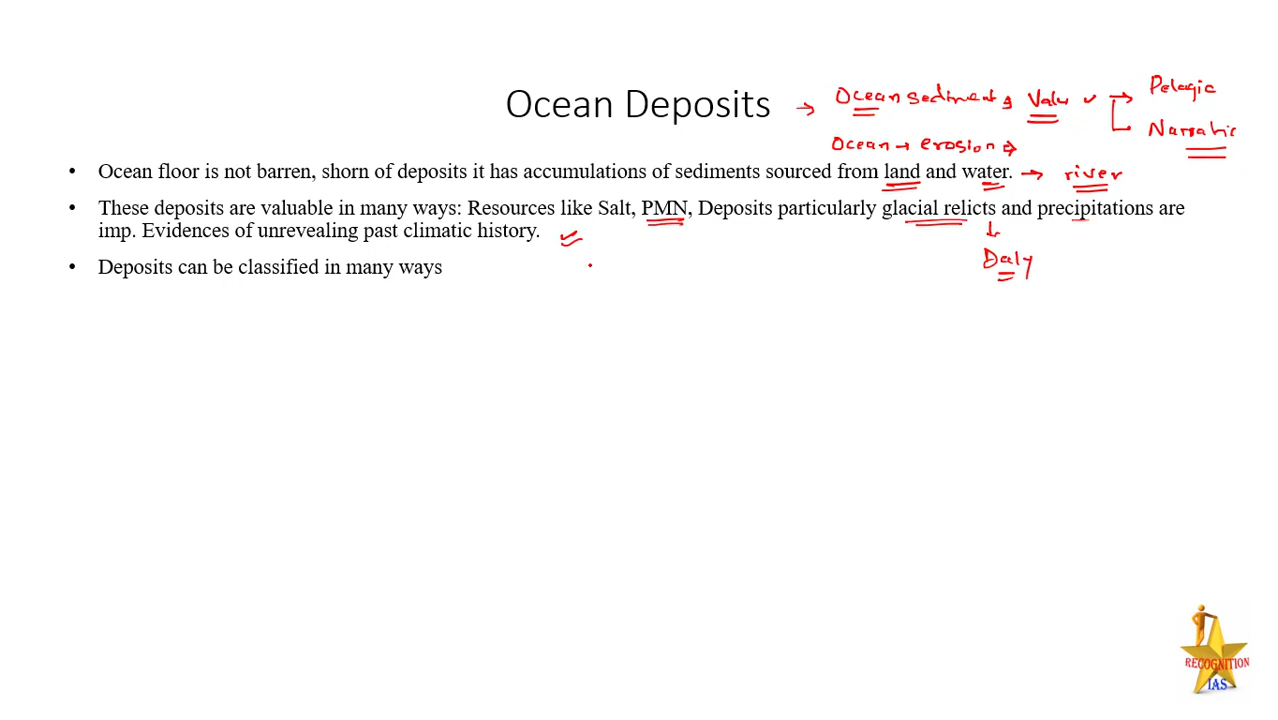 Ocean Deposits → Ocean sediments Valu ✓ → Pelagic
Narratic
Ocean → erosion →
• Ocean floor is not barren, shorn of deposits it has accumulations of sediments sourced from land and water. → river
• These deposits are valuable in many ways: Resources like Salt, PMN, Deposits particularly glacial relicts and precipitations are
imp. Evidences of unrevealing past climatic history. ✓
Daly
• Deposits can be classified in many ways
RECOGNITION
IAS